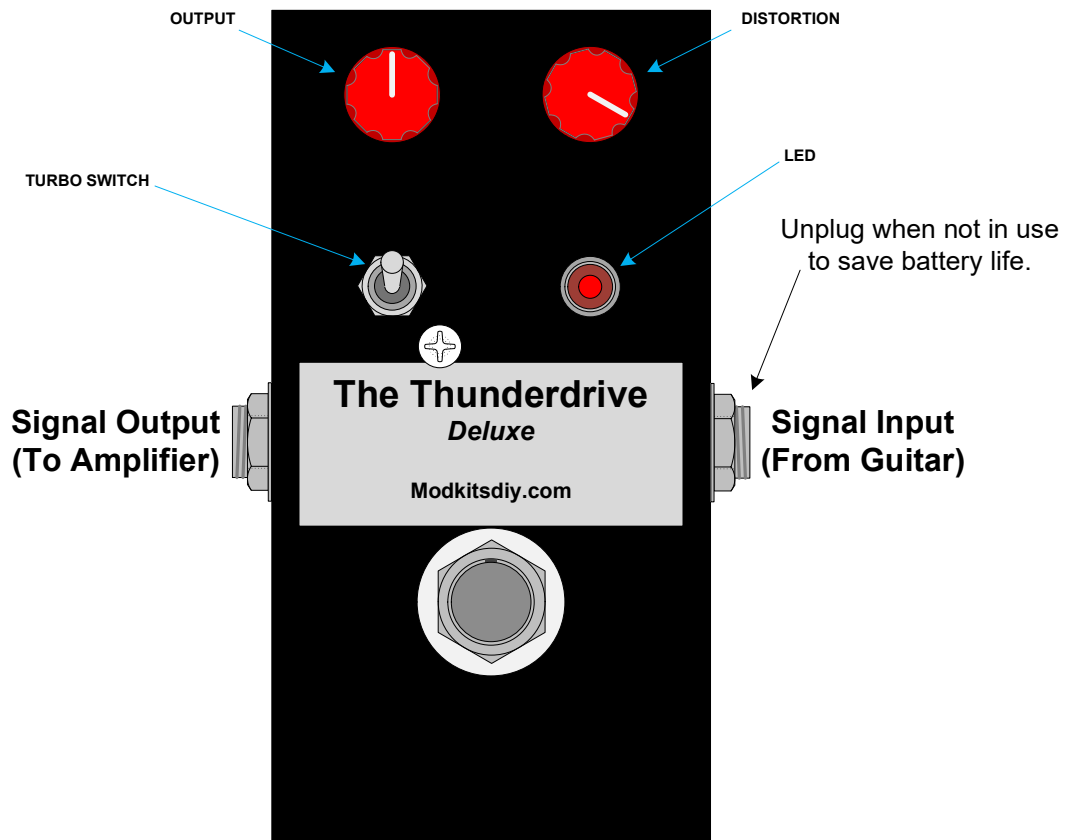 OUTPUT
DISTORTION
LED
TURBO SWITCH
Unplug when not in use
to save battery life.
The Thunderdrive
Deluxe
Modkitsdiy.com
Signal Output
(To Amplifier)
Signal Input
(From Guitar)